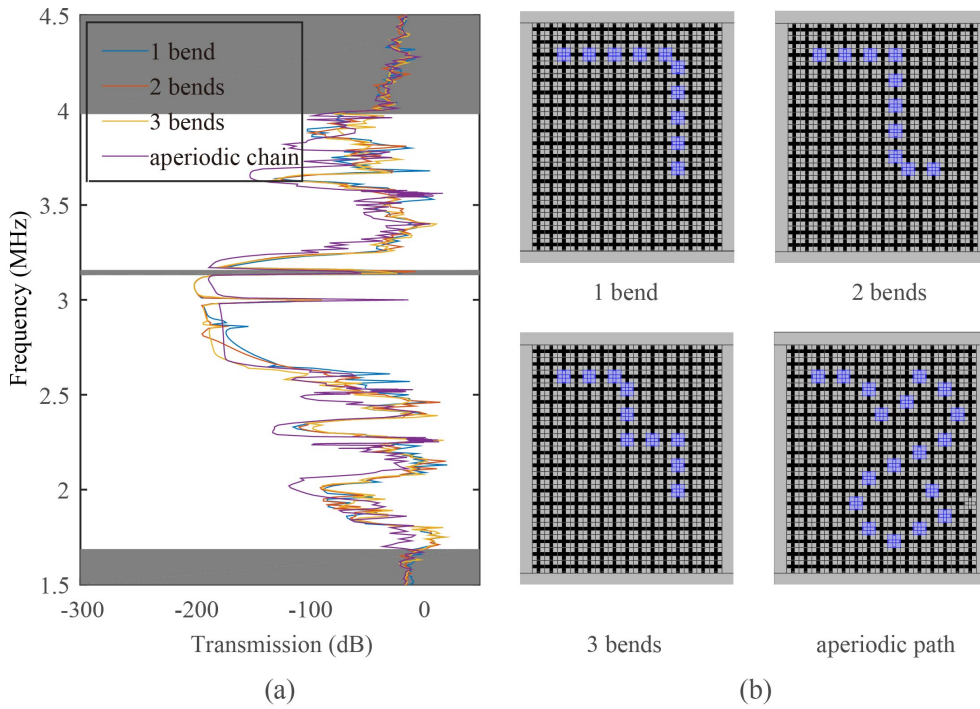 4.5
4
3.5
3
2.5
2
1.5
Frequency (MHz)
1 bend
2 bends
3 bends
aperiodic chain
-300
-200
-100
0
Transmission (dB)
(a)
1 bend
2 bends
3 bends
aperiodic path
(b)